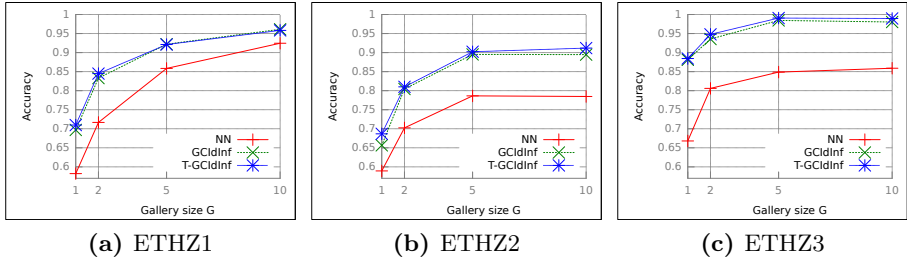 1
0.95
0.9
0.85
0.8
0.75
0.7
0.65
0.6
Accuracy
NN
GCIdInf
T-GCIdInf
1 2 5 10
Gallery size G
(a) ETHZ1
1
0.95
0.9
0.85
0.8
0.75
0.7
0.65
0.6
Accuracy
NN
GCIdInf
T-GCIdInf
1 2 5 10
Gallery size G
(b) ETHZ2
1
0.95
0.9
0.85
0.8
0.75
0.7
0.65
0.6
Accuracy
NN
GCIdInf
T-GCIdInf
1 2 5 10
Gallery size G
(c) ETHZ3